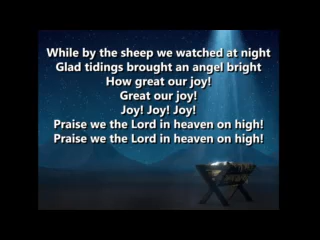 While by the sheep we watched at night
Glad tidings brought an angel bright
How great our joy!
Great our joy!
Joy! Joy! Joy!
Praise we the Lord in heaven on high!
Praise we the Lord in heaven on high!